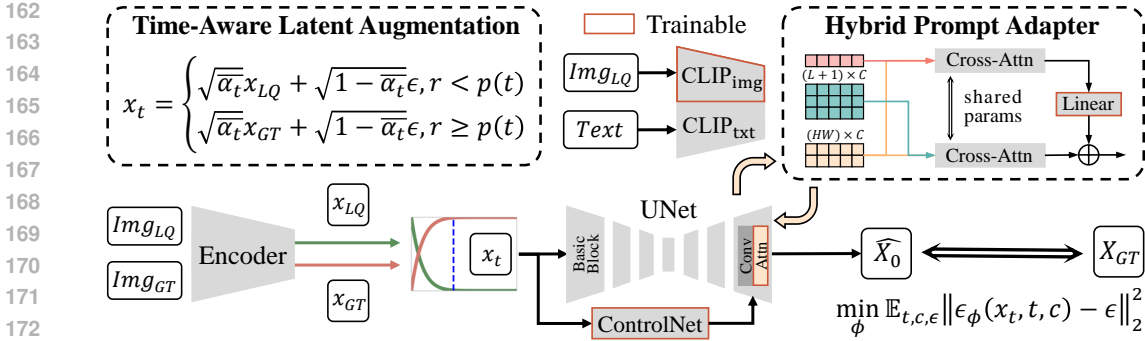 162
163
164
165
166
167
168
169
170
171
172
Time-Aware Latent Augmentation
x_t = { √ᾱ_t x_LQ + √1 − ᾱ_t ϵ, r < p(t)
√ᾱ_t x_GT + √1 − ᾱ_t ϵ, r ≥ p(t)
Trainable
Img_LQ
CLIP_img
Text
CLIP_txt
Hybrid Prompt Adapter
(L + 1) × C
(HW) × C
Cross-Attn
shared
params
Linear
Cross-Attn
Img_LQ
Img_GT
Encoder
x_LQ
x_GT
x_t
UNet
Basic
Block
Conv
Attn
ControlNet
X̂_0
X_GT
min_ϕ 𝔼_{t,c,ϵ} ‖ϵ_ϕ(x_t, t, c) − ϵ‖_2^2